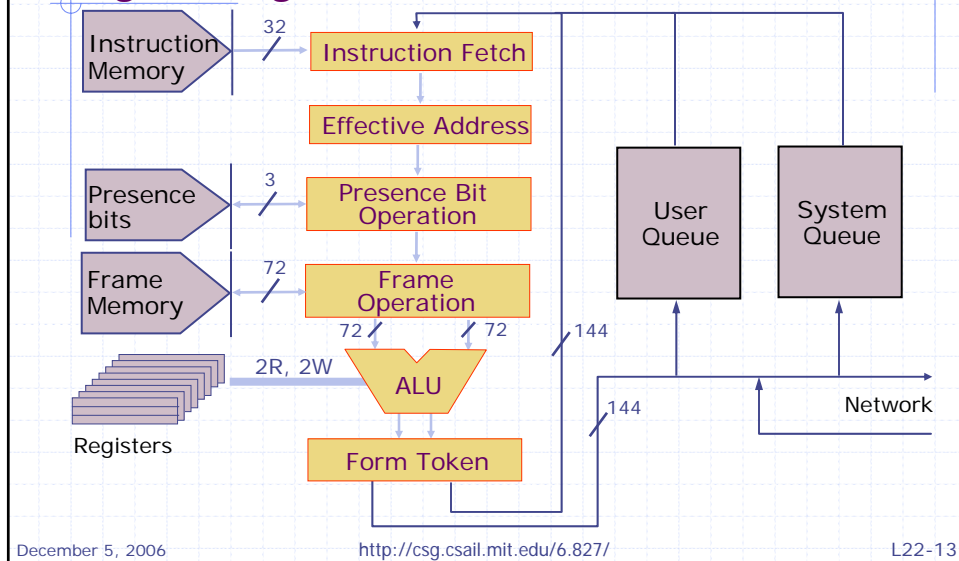 32
Instruction
Memory
Instruction Fetch
Effective Address
Presence
bits
3
Presence Bit
Operation
User
Queue
System
Queue
Frame
Memory
72
Frame
Operation
72
72
144
2R, 2W
ALU
Registers
144
Network
Form Token
December 5, 2006
http://csg.csail.mit.edu/6.827/
L22-13